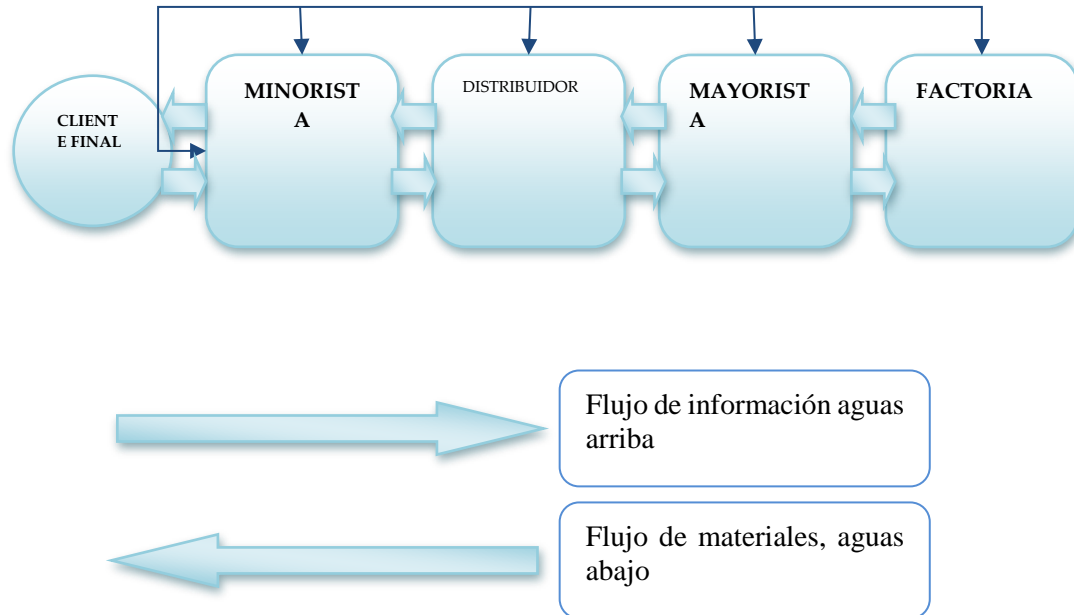 CLIENT
E FINAL
MINORIST
A
DISTRIBUIDOR
MAYORIST
A
FACTORIA
Flujo de información aguas
arriba
Flujo de materiales, aguas
abajo